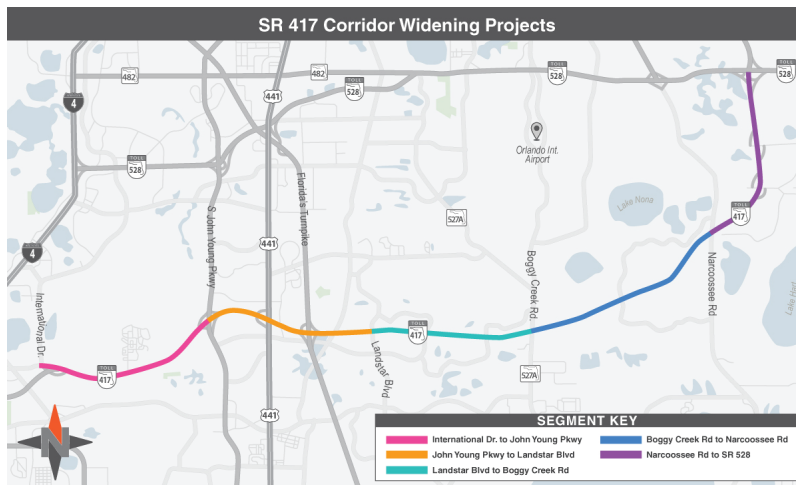 SR 417 Corridor Widening Projects
482
482
TOLL
528
TOLL
528
441
4
TOLL
528
Orlando Int.
Airport
TOLL
528
Florida's Turnpike
S John Young Pkwy
Lake Nona
527A
TOLL
417
441
4
Boggy Creek Rd.
Narcoossee Rd
Lake Hart
International Dr.
TOLL
417
Landstar Blvd
TOLL
417
527A
441
N
SEGMENT KEY
International Dr. to John Young Pkwy
John Young Pkwy to Landstar Blvd
Landstar Blvd to Boggy Creek Rd
Boggy Creek Rd to Narcoossee Rd
Narcoossee Rd to SR 528